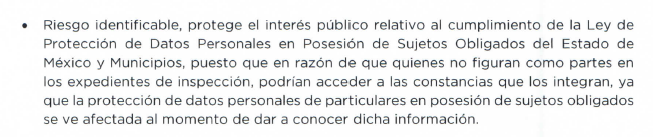 • Riesgo identificable, protege el interés público relativo al cumplimiento de la Ley de
Protección de Datos Personales en Posesión de Sujetos Obligados del Estado de
México y Municipios, puesto que en razón de que quienes no figuran como partes en
los expedientes de inspección, podrían acceder a las constancias que los integran, ya
que la protección de datos personales de particulares en posesión de sujetos obligados
se ve afectada al momento de dar a conocer dicha información.